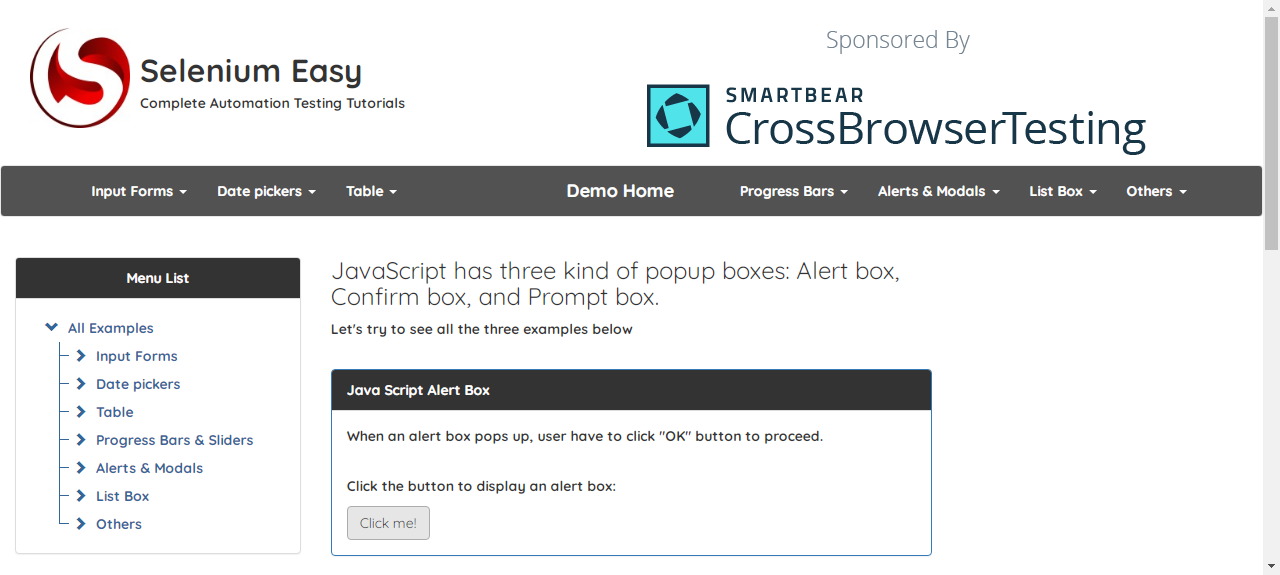 Selenium Easy
Complete Automation Testing Tutorials
Sponsored By
SMARTBEAR
CrossBrowserTesting
Input Forms Date pickers Table Demo Home Progress Bars Alerts & Modals List Box Others
Menu List
All Examples
Input Forms
Date pickers
Table
Progress Bars & Sliders
Alerts & Modals
List Box
Others
JavaScript has three kind of popup boxes: Alert box,
Confirm box, and Prompt box.
Let's try to see all the three examples below
Java Script Alert Box
When an alert box pops up, user have to click "OK" button to proceed.
Click the button to display an alert box:
Click me!